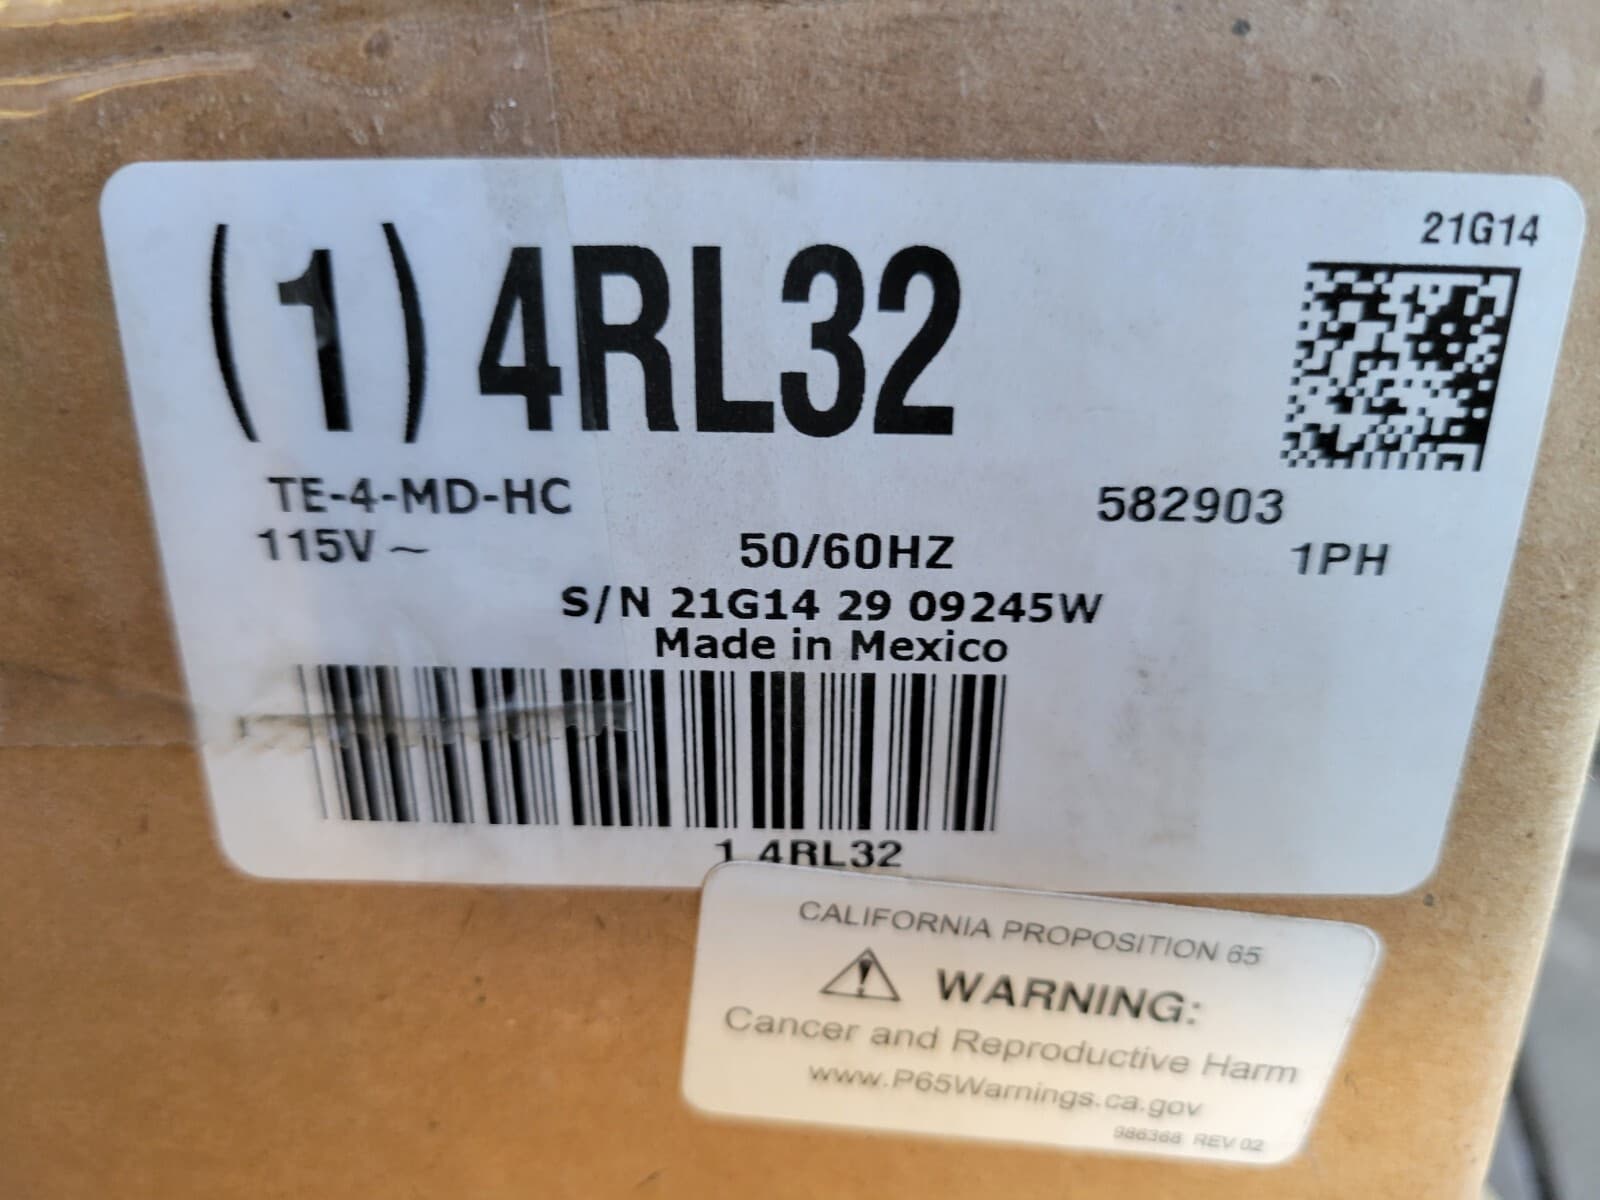 21G14
(1) 4RL32
TE-4-MD-HC 582903
115V ~ 50/60HZ 1PH
S/N 21G14 29 09245W
Made in Mexico
1 4RL32
CALIFORNIA PROPOSITION 65
WARNING:
Cancer and Reproductive Harm
www.P65Warnings.ca.gov
986368 REV 02